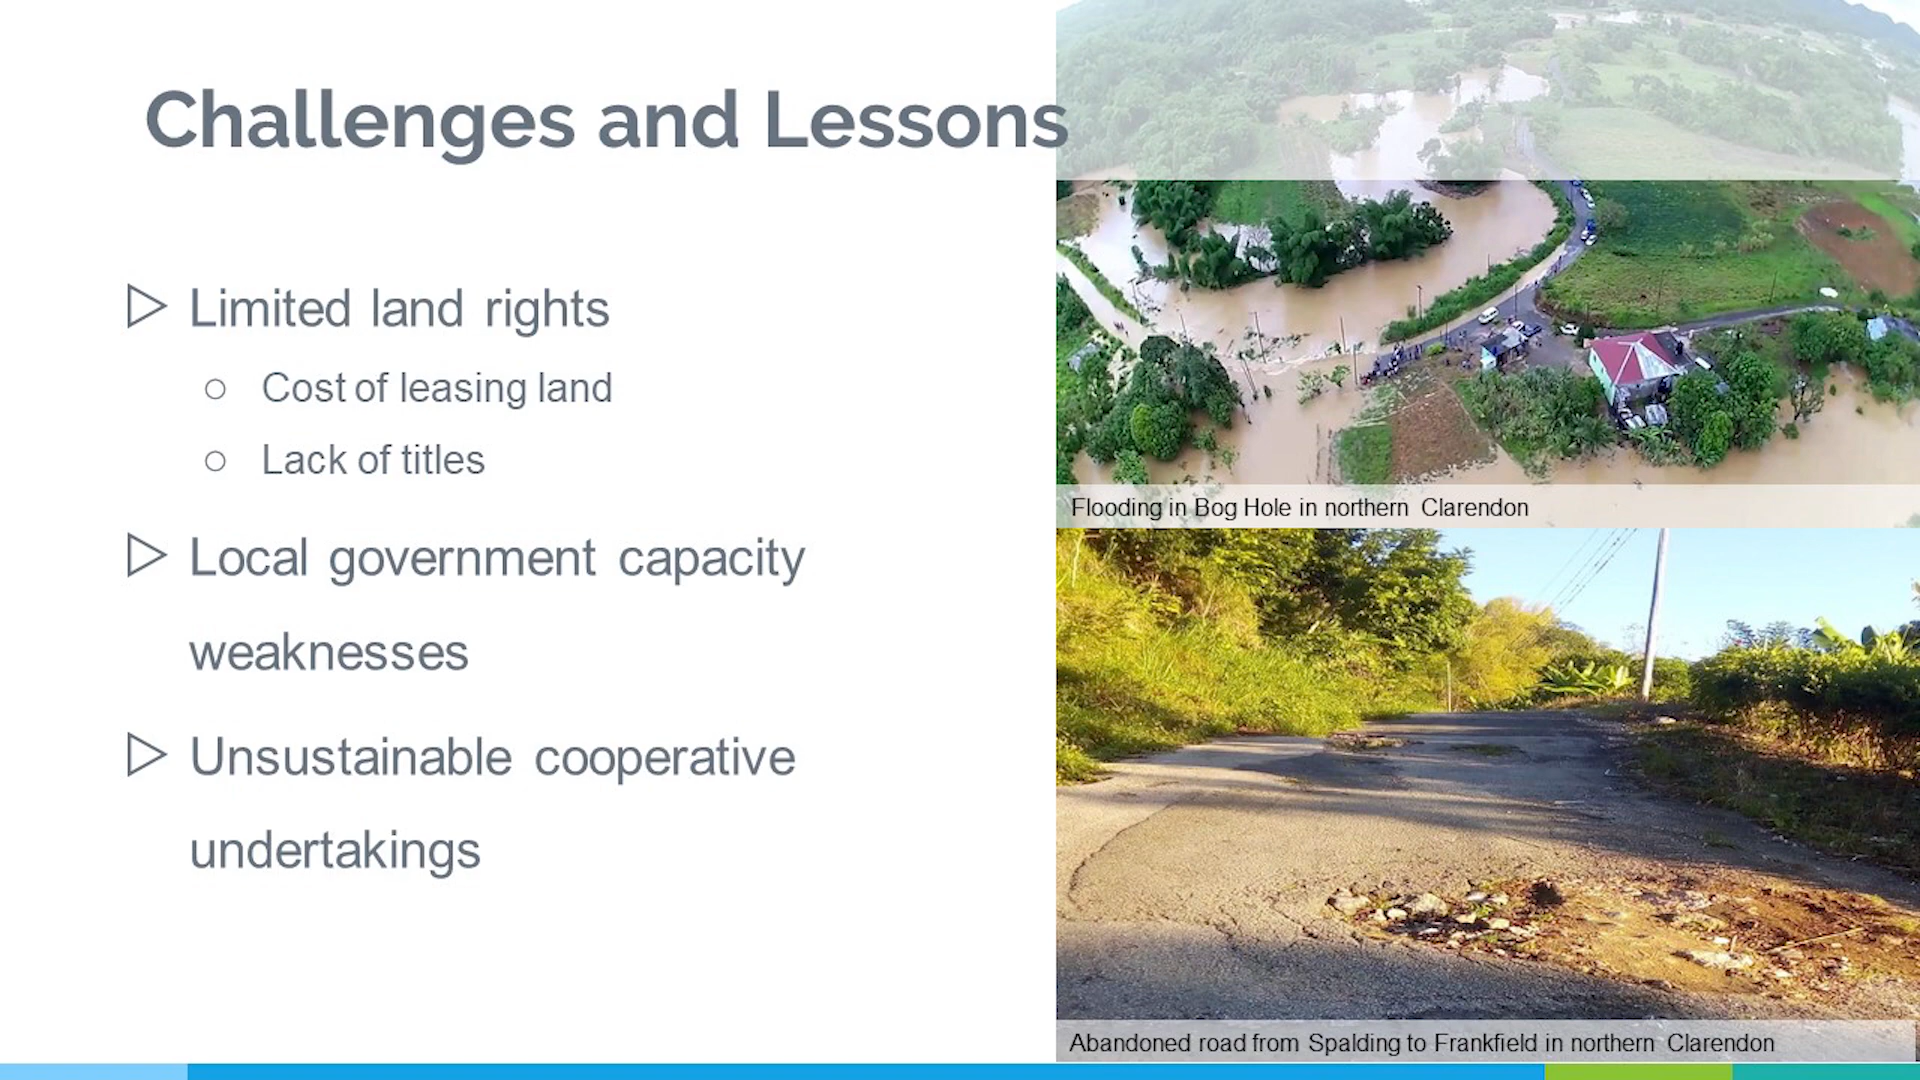 Challenges and Lessons
Limited land rights
Cost of leasing land
Lack of titles
Local government capacity
weaknesses
Unsustainable cooperative
undertakings
Flooding in Bog Hole in northern Clarendon
Abandoned road from Spalding to Frankfield in northern Clarendon